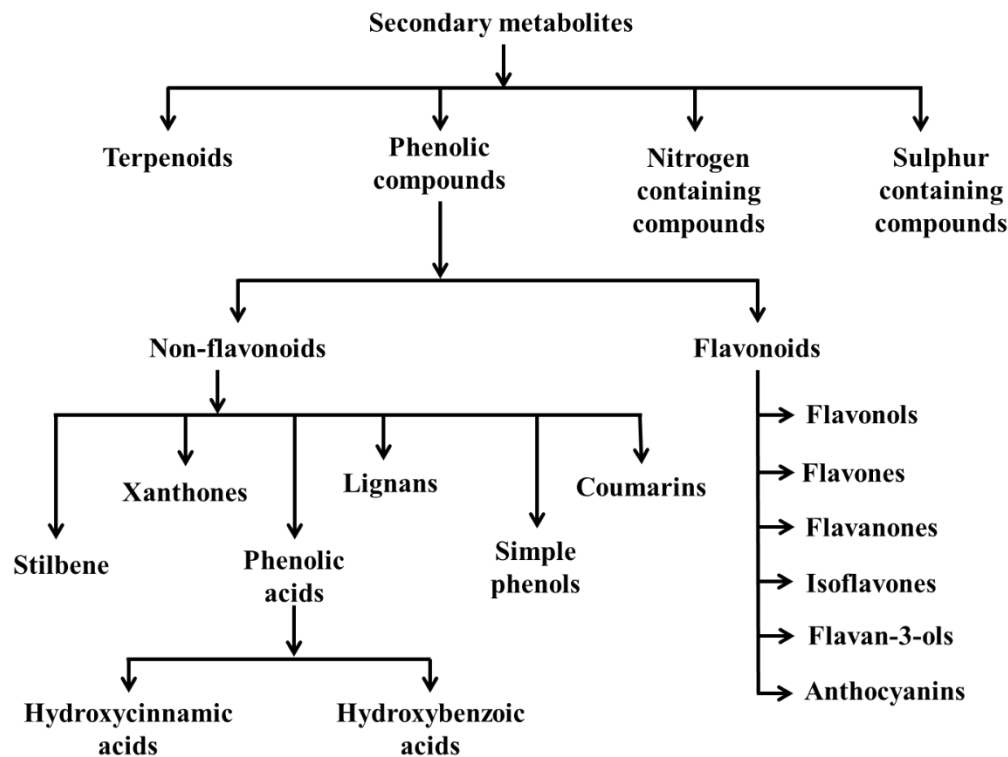 Secondary metabolites
Terpenoids
Phenolic
compounds
Nitrogen
containing
compounds
Sulphur
containing
compounds
Non-flavonoids
Flavonoids
Stilbene
Xanthones
Phenolic
acids
Lignans
Simple
phenols
Coumarins
Hydroxycinnamic
acids
Hydroxybenzoic
acids
Flavonols
Flavones
Flavanones
Isoflavones
Flavan-3-ols
Anthocyanins